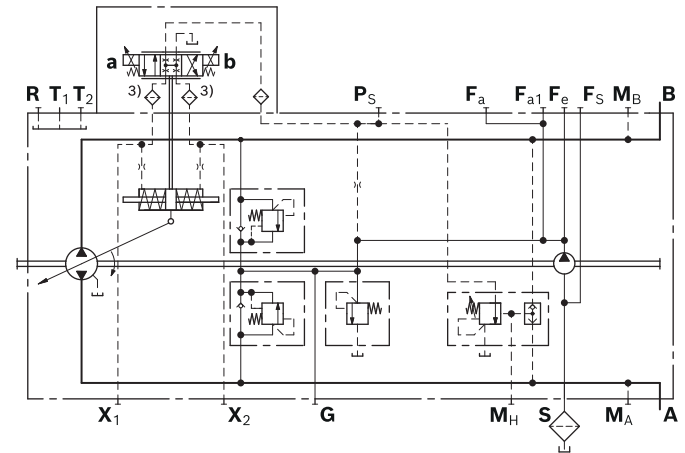 a b
3) 3)
R T1 T2 PS Fa Fa1 Fe FS MB B
X1 X2 G MH S MA A